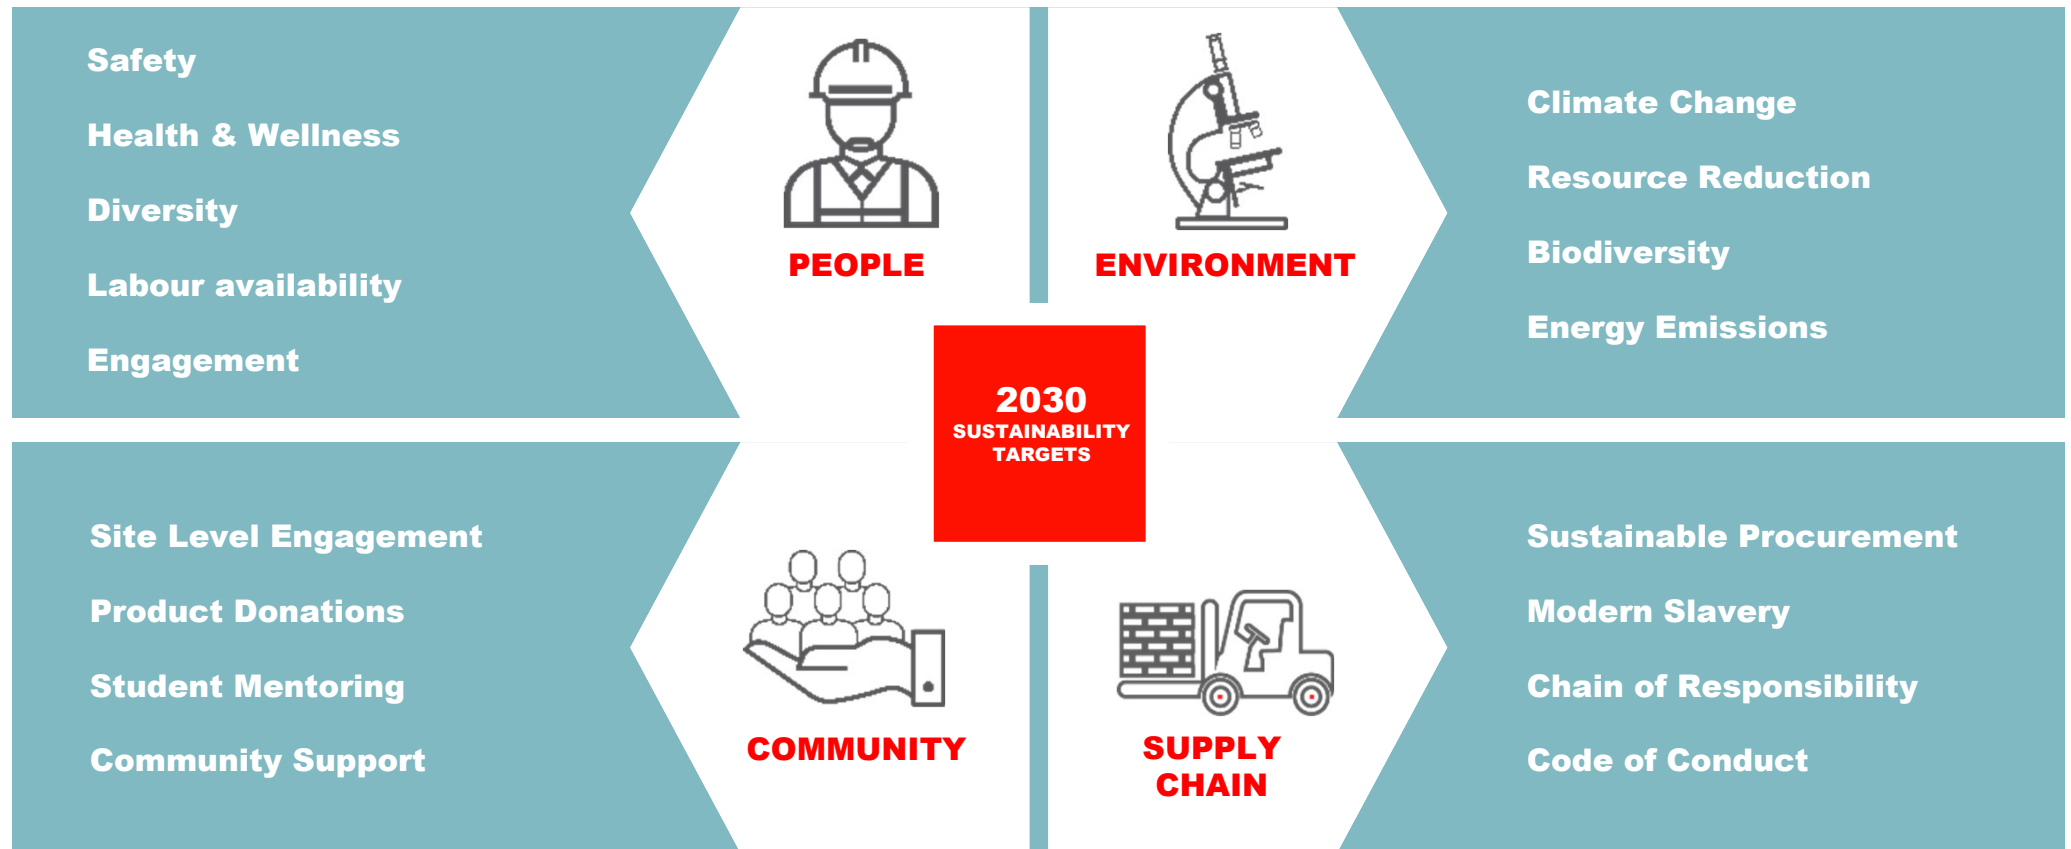 Safety
Health & Wellness
Diversity
Labour availability
Engagement
PEOPLE
ENVIRONMENT
Climate Change
Resource Reduction
Biodiversity
Energy Emissions
2030
SUSTAINABILITY
TARGETS
Site Level Engagement
Product Donations
Student Mentoring
Community Support
COMMUNITY
SUPPLY
CHAIN
Sustainable Procurement
Modern Slavery
Chain of Responsibility
Code of Conduct